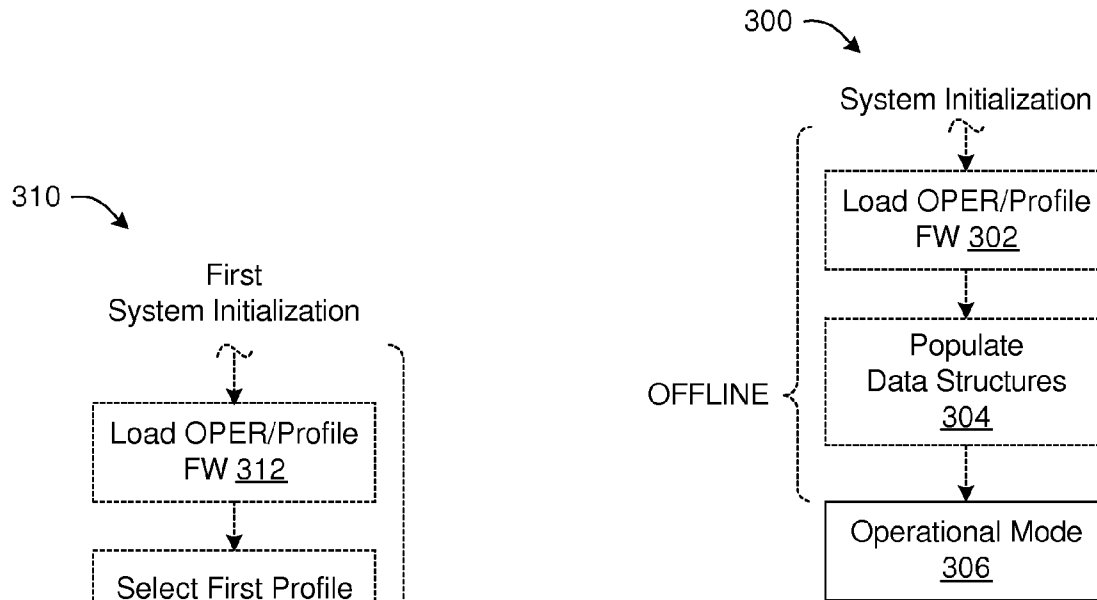 310
First
System Initialization
Load OPER/Profile
FW 312
Select First Profile
300
System Initialization
Load OPER/Profile
FW 302
Populate
Data Structures
304
OFFLINE
Operational Mode
306